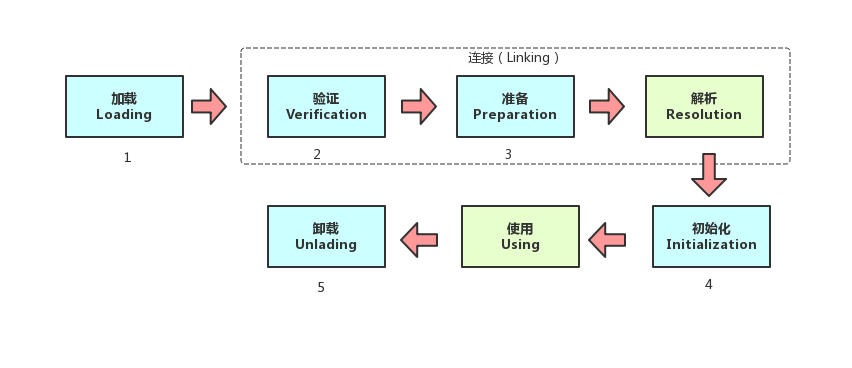 连接 ( Linking )
加载
Loading
验证
Verification
准备
Preparation
解析
Resolution
1
2
3
卸载
Unlading
使用
Using
初始化
Initialization
5
4